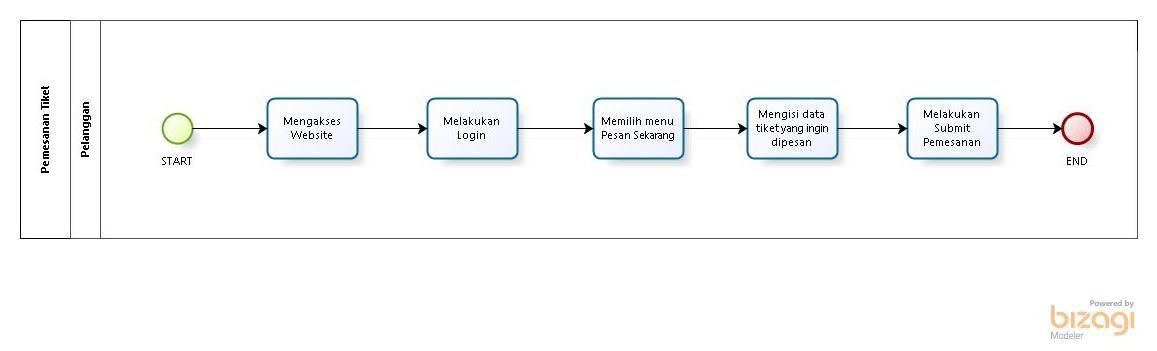 Pemesanan Tiket
Pelanggan
START
Mengakses
Website
Melakukan
Login
Memilih menu
Pesan Sekarang
Mengisi data
tiket yang ingin
dipesan
Melakukan
Submit
Pemesanan
END
Powered by
bizagi
Modeler